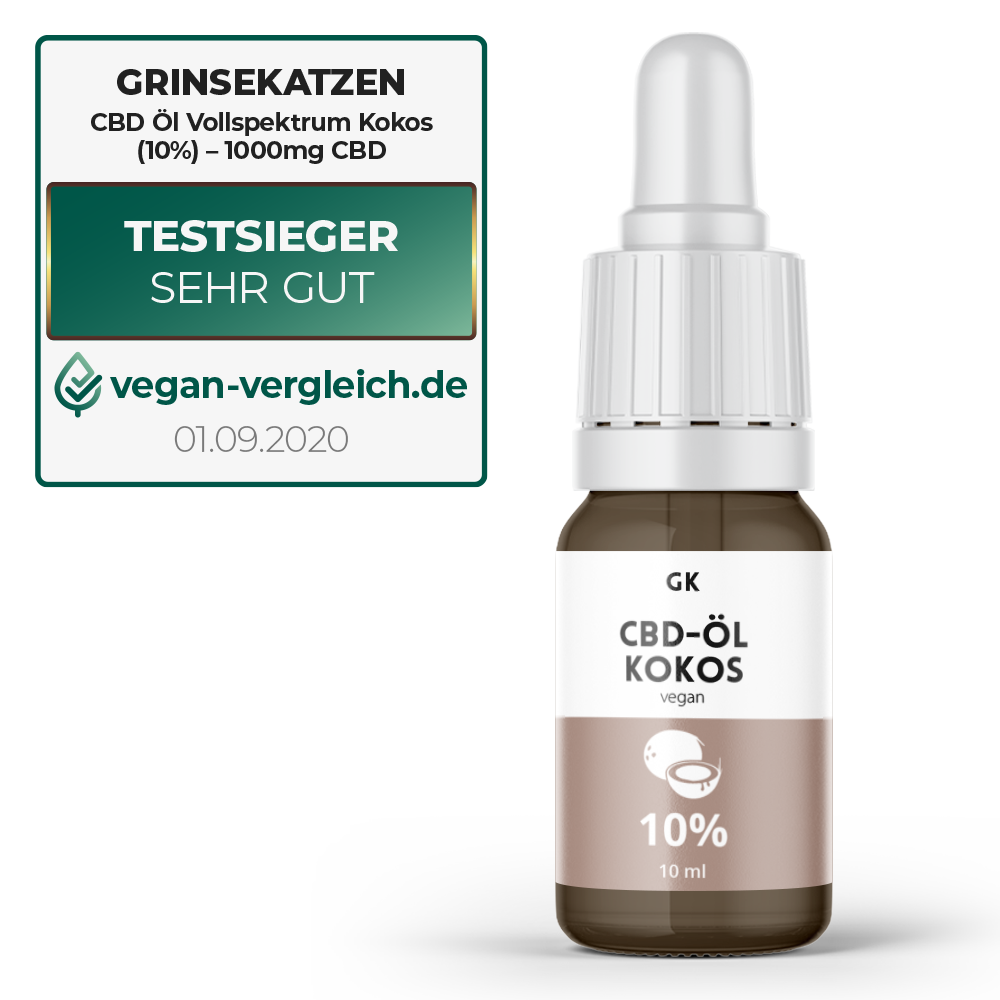 GRINSEKATZEN
CBD Öl Vollspektrum Kokos
(10%) – 1000mg CBD
TESTSIEGER
SEHR GUT
vegan-vergleich.de
01.09.2020
GK
CBD-ÖL
KOKOS
vegan
10%
10 ml